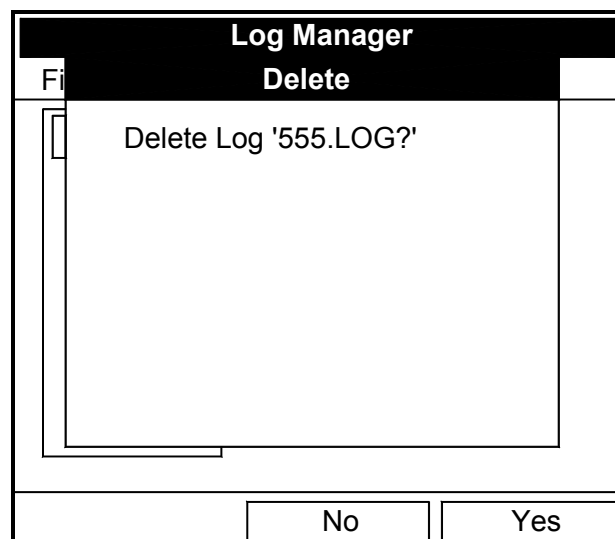 Log Manager
Fi
Delete
Delete Log '555.LOG?'
No
Yes